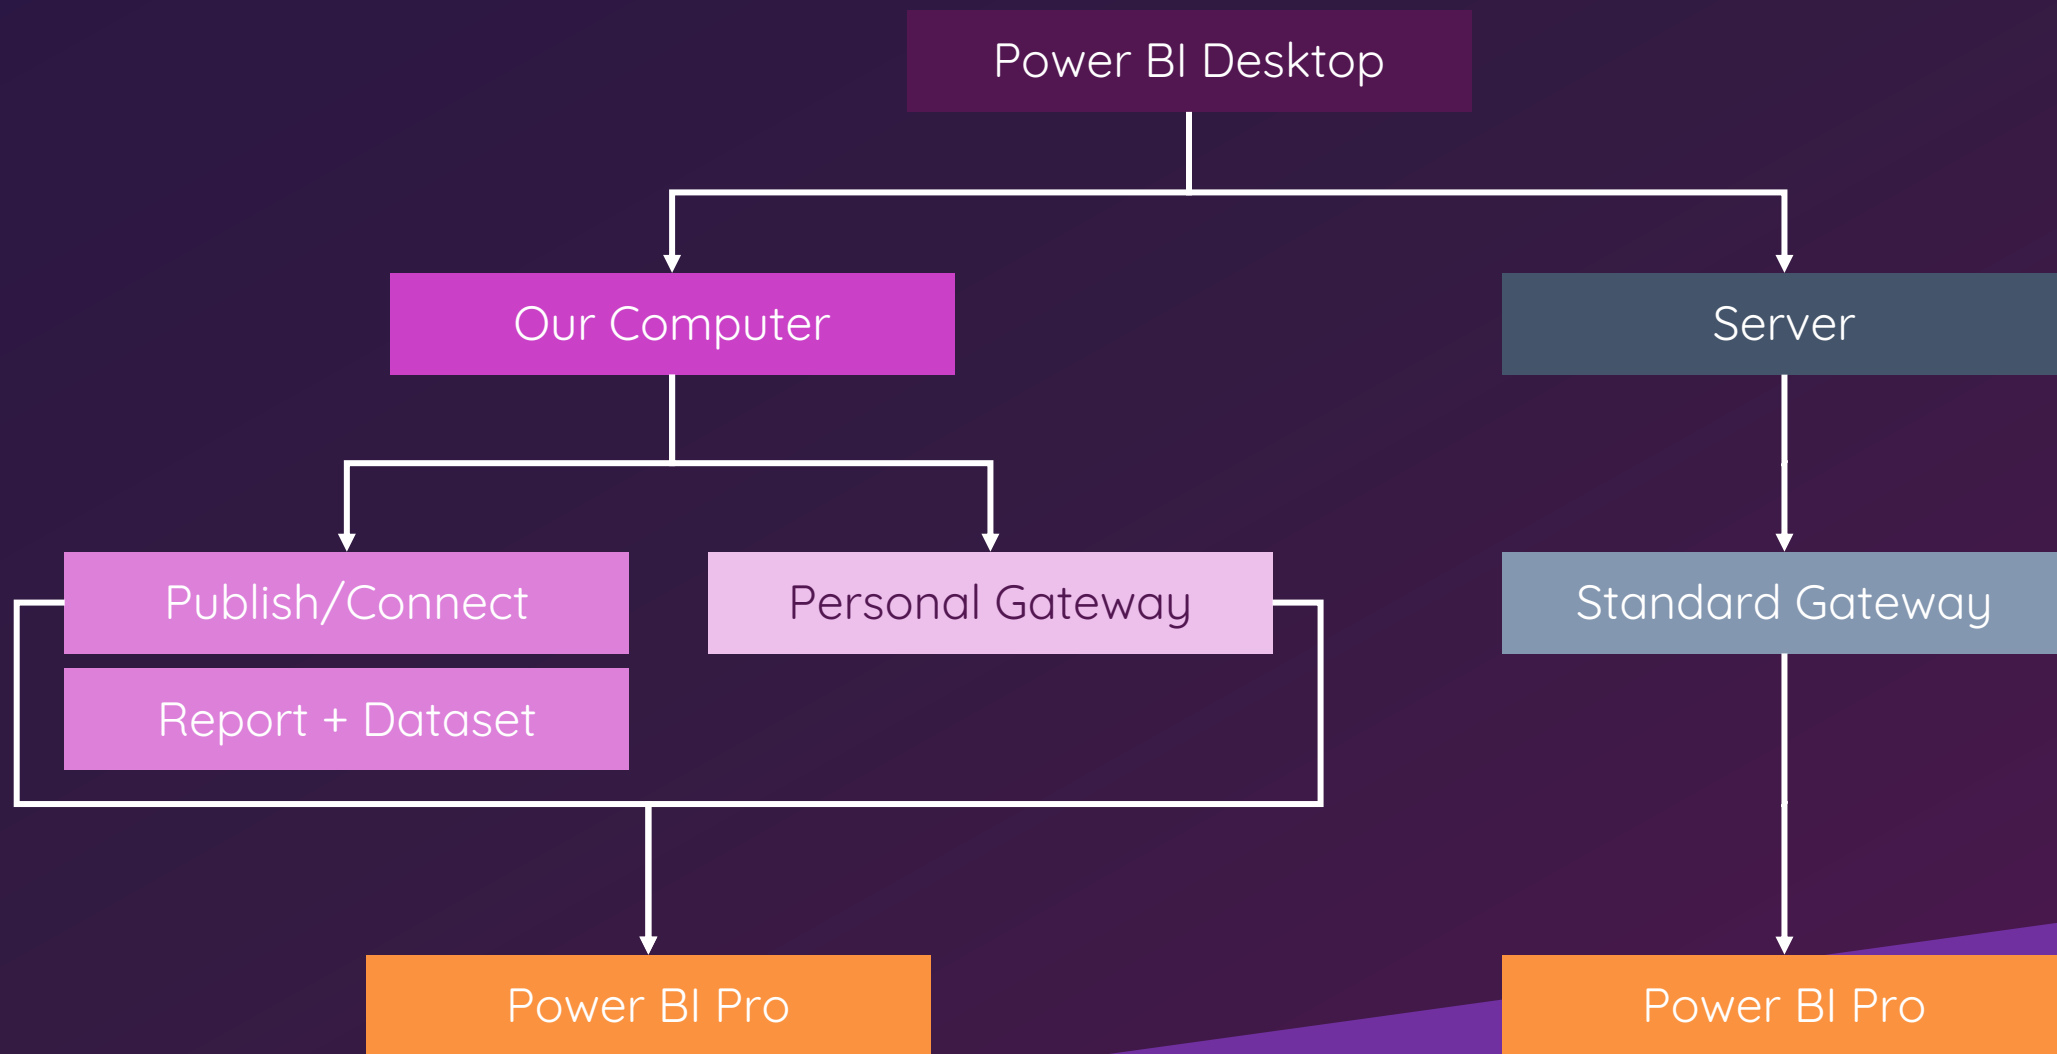 Power BI Desktop
Our Computer
Server
Publish/Connect
Personal Gateway
Standard Gateway
Report + Dataset
Power BI Pro
Power BI Pro